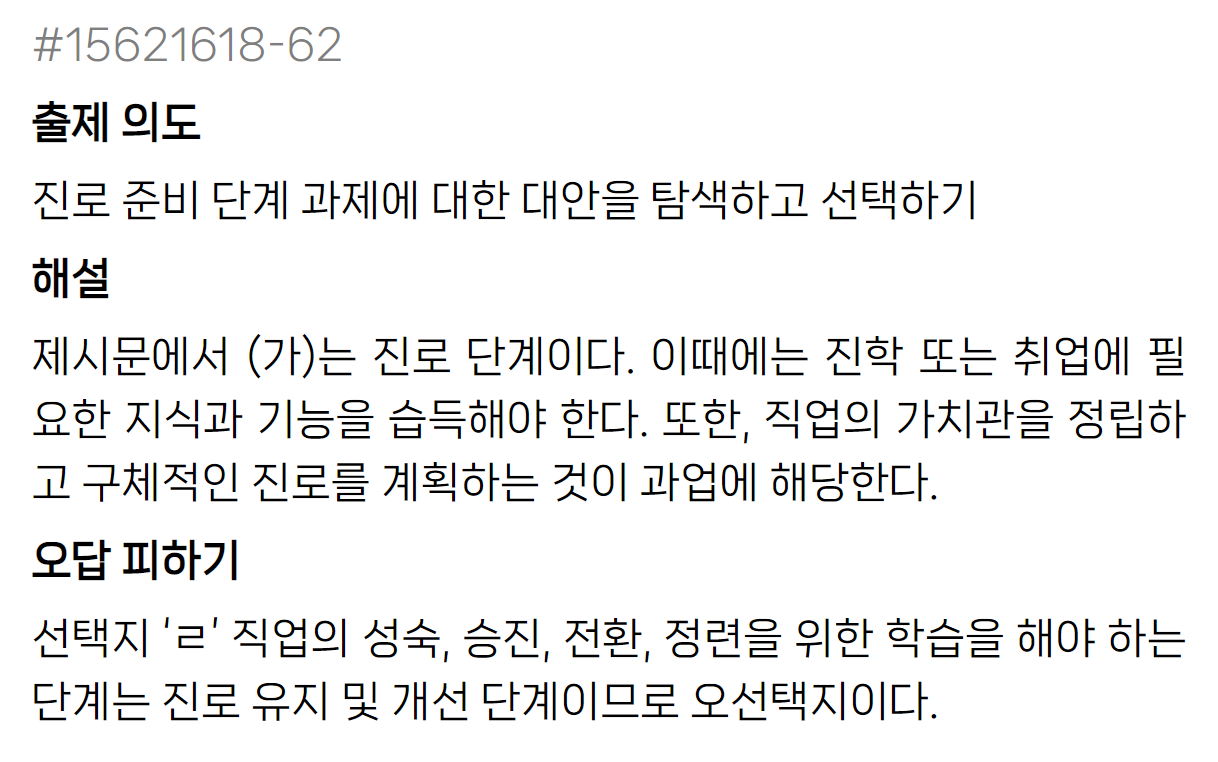 #15621618-62
출제 의도
진로 준비 단계 과제에 대한 대안을 탐색하고 선택하기
해설
제시문에서 (가)는 진로 단계이다. 이때에는 진학 또는 취업에 필
요한 지식과 기능을 습득해야 한다. 또한, 직업의 가치관을 정립하
고 구체적인 진로를 계획하는 것이 과업에 해당한다.
오답 피하기
선택지 ‘ㄹ’ 직업의 성숙, 승진, 전환, 정련을 위한 학습을 해야 하는
단계는 진로 유지 및 개선 단계이므로 오선택지이다.